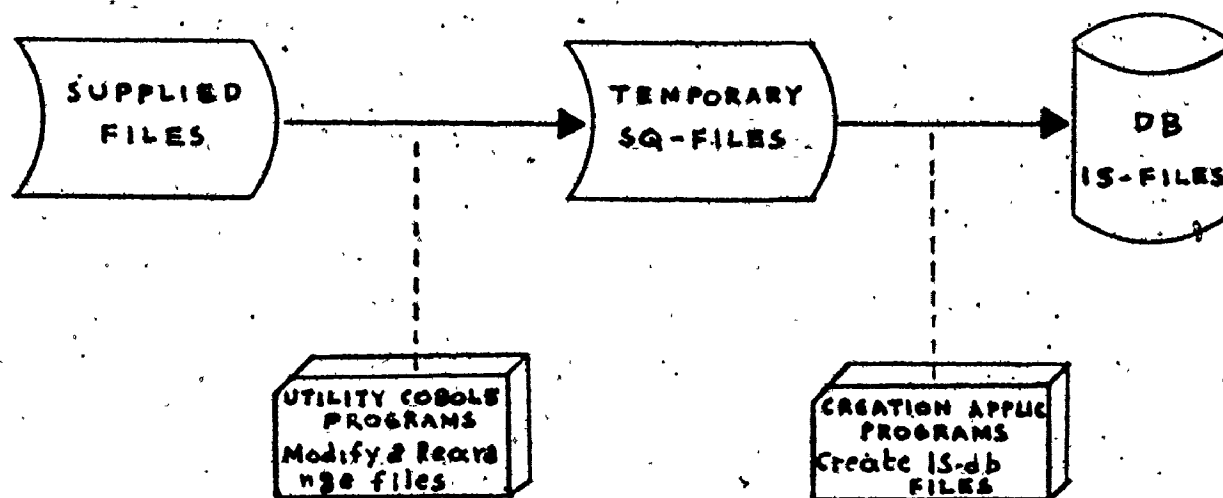 SUPPLIED
FILES
TEMPORARY
SQ-FILES
DB
IS-FILES
UTILITY COBOLE
PROGRAMS
Modify & Rearra
nge files
CREATION APPLIC
PROGRAMS
Create IS-db
FILES